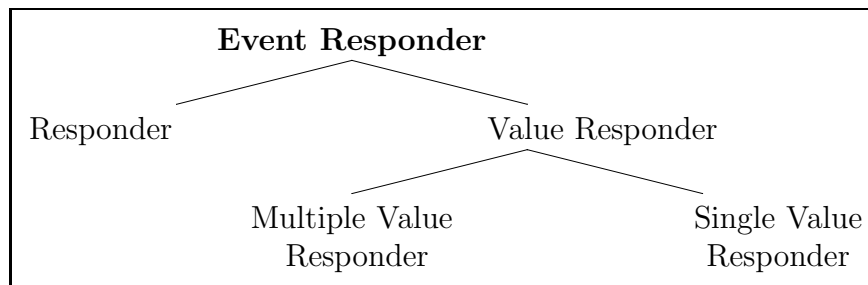 Event Responder
Responder
Value Responder
Multiple Value
Responder
Single Value
Responder